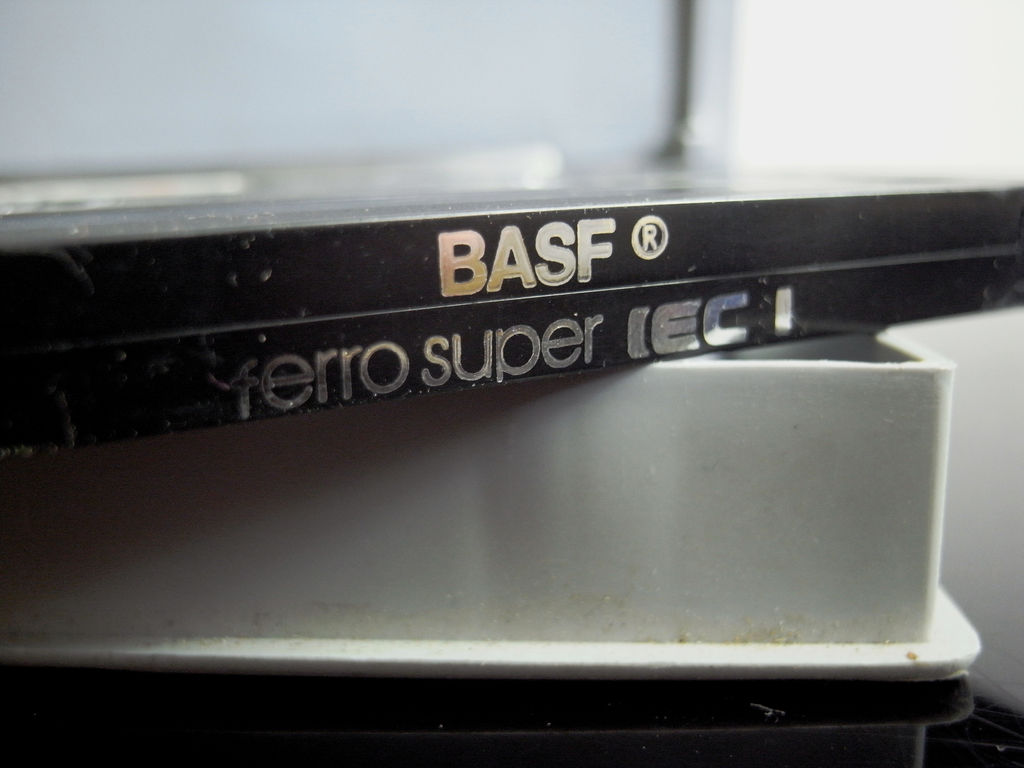 BASF ®
ferro super IEC I